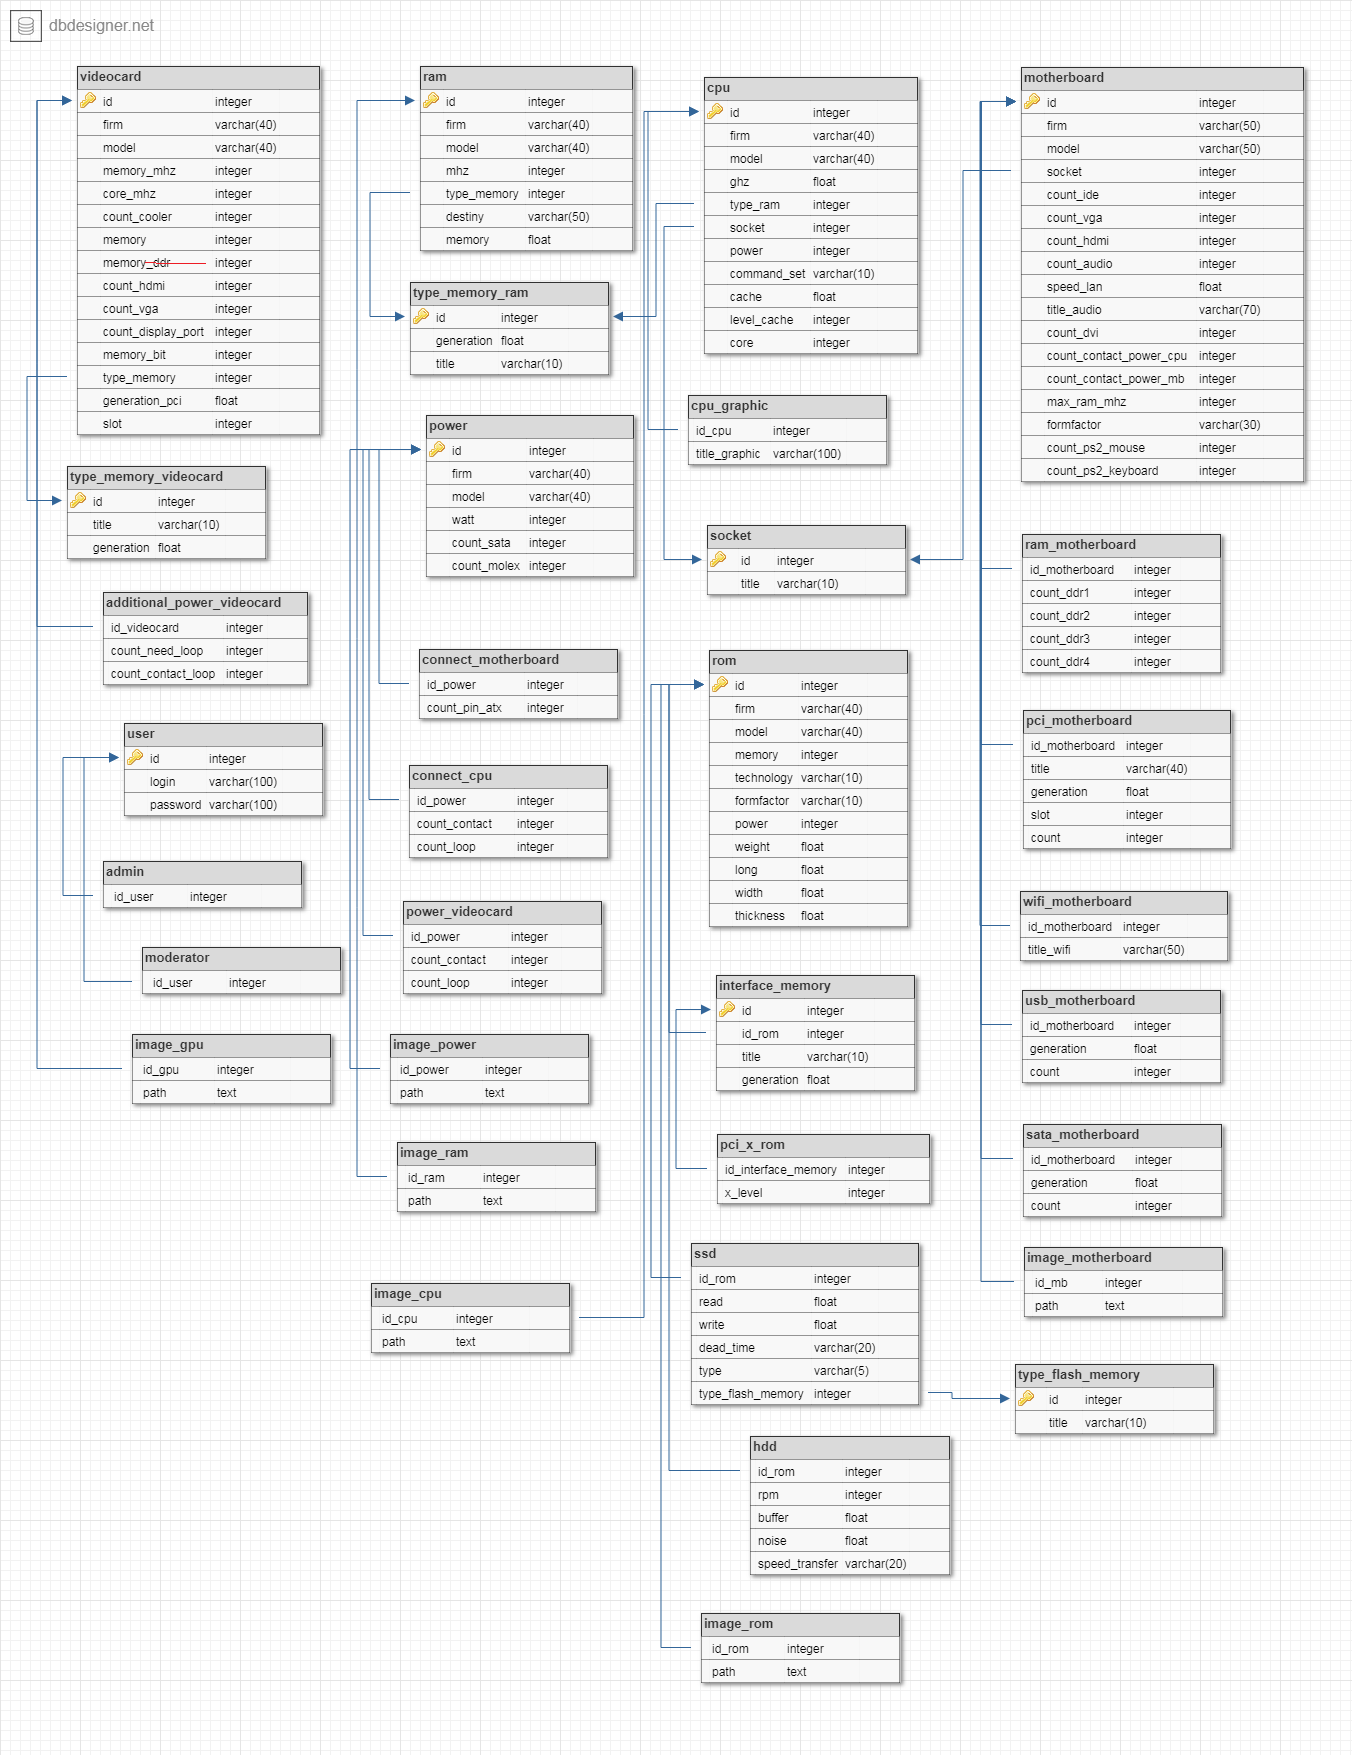 dbdesigner.net
videocard
id integer
firm varchar(40)
model varchar(40)
memory_mhz integer
core_mhz integer
count_cooler integer
memory integer
memory_ddr integer
count_hdmi integer
count_vga integer
count_display_port integer
memory_bit integer
type_memory integer
generation_pci float
slot integer
type_memory_videocard
id integer
title varchar(10)
generation float
additional_power_videocard
id_videocard integer
count_need_loop integer
count_contact_loop integer
user
id integer
login varchar(100)
password varchar(100)
admin
id_user integer
moderator
id_user integer
image_gpu
id_gpu integer
path text
ram
id integer
firm varchar(40)
model varchar(40)
mhz integer
type_memory integer
destiny varchar(50)
memory float
type_memory_ram
id integer
generation float
title varchar(10)
power
id integer
firm varchar(40)
model varchar(40)
watt integer
count_sata integer
count_molex integer
connect_motherboard
id_power integer
count_pin_atx integer
connect_cpu
id_power integer
count_contact integer
count_loop integer
power_videocard
id_power integer
count_contact integer
count_loop integer
image_power
id_power integer
path text
image_ram
id_ram integer
path text
image_cpu
id_cpu integer
path text
cpu
id integer
firm varchar(40)
model varchar(40)
ghz float
type_ram integer
socket integer
power integer
command_set varchar(10)
cache float
level_cache integer
core integer
cpu_graphic
id_cpu integer
title_graphic varchar(100)
socket
id integer
title varchar(10)
rom
id integer
firm varchar(40)
model varchar(40)
memory integer
technology varchar(10)
formfactor varchar(10)
power integer
weight float
long float
width float
thickness float
interface_memory
id integer
id_rom integer
title varchar(10)
generation float
pci_x_rom
id_interface_memory integer
x_level integer
ssd
id_rom integer
read float
write float
dead_time varchar(20)
type varchar(5)
type_flash_memory integer
hdd
id_rom integer
rpm integer
buffer float
noise float
speed_transfer varchar(20)
image_rom
id_rom integer
path text
motherboard
id integer
firm varchar(50)
model varchar(50)
socket integer
count_ide integer
count_vga integer
count_hdmi integer
count_audio integer
speed_lan float
title_audio varchar(70)
count_dvi integer
count_contact_power_cpu integer
count_contact_power_mb integer
max_ram_mhz integer
formfactor varchar(30)
count_ps2_mouse integer
count_ps2_keyboard integer
ram_motherboard
id_motherboard integer
count_ddr1 integer
count_ddr2 integer
count_ddr3 integer
count_ddr4 integer
pci_motherboard
id_motherboard integer
title varchar(40)
generation float
slot integer
count integer
wifi_motherboard
id_motherboard integer
title_wifi varchar(50)
usb_motherboard
id_motherboard integer
generation float
count integer
sata_motherboard
id_motherboard integer
generation float
count integer
image_motherboard
id_mb integer
path text
type_flash_memory
id integer
title varchar(10)